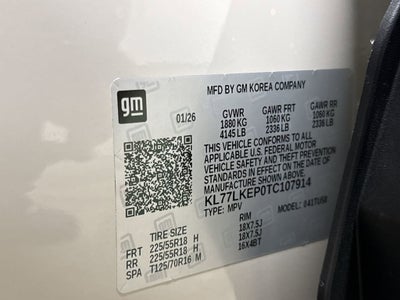 MFD BY GM KOREA COMPANY
gm
01/26
GVWR GAWR FRT GAWR RR
1880 KG 1060 KG 1060 KG
4145 LB 2336 LB 2336 LB
THIS VEHICLE CONFORMS TO ALL
APPLICABLE U.S. FEDERAL MOTOR
VEHICLE SAFETY AND THEFT PREVENTION
STANDARDS IN EFFECT ON THE DATE OF
MANUFACTURE SHOWN ABOVE.
KL77LKEP0TC107914
TYPE: MPV MODEL:
TIRE SIZE RIM
FRT 225/55R18 H 18X7.5J
RR 225/55R18 H 18X7.5J
SPA T125/70R16 M 16X4BT